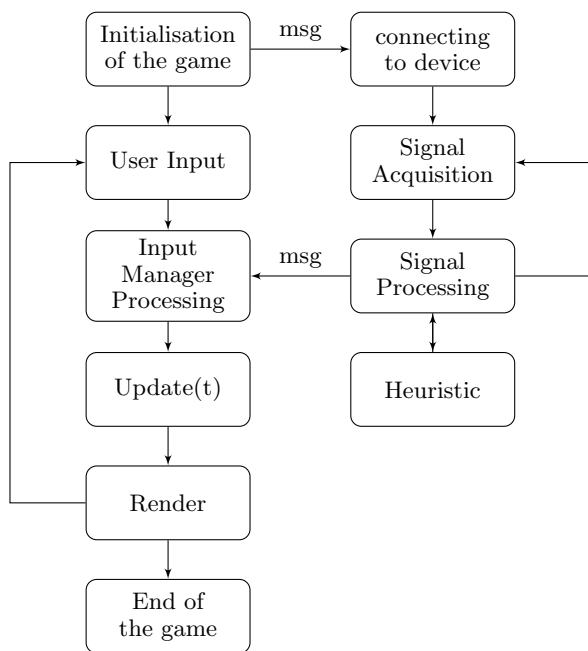 Initialisation
of the game
msg
connecting
to device
User Input
Signal
Acquisition
Input
Manager
Processing
msg
Signal
Processing
Update(t)
Heuristic
Render
End of
the game